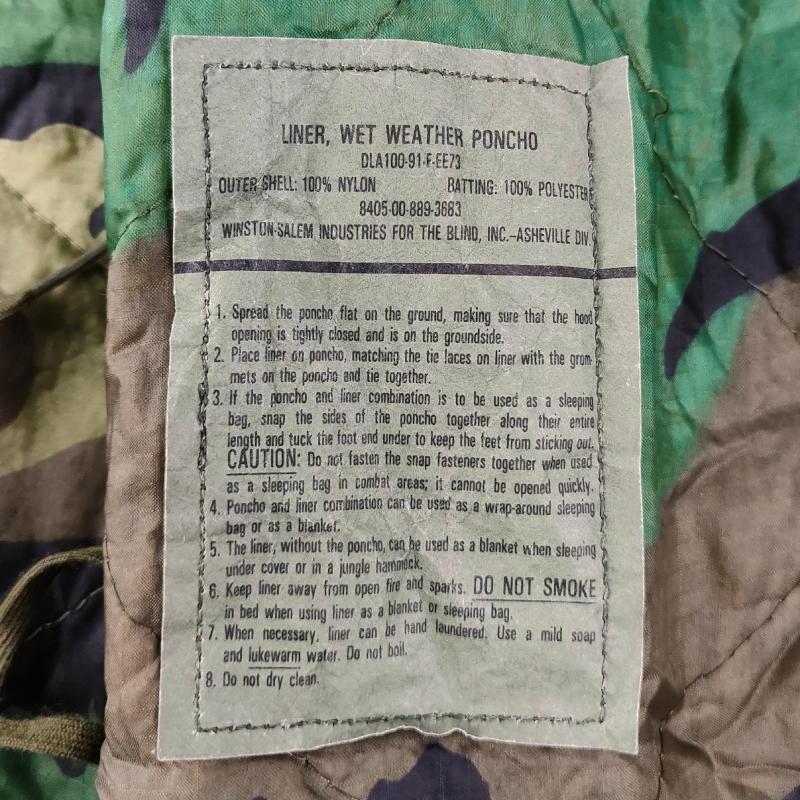 LINER, WET WEATHER PONCHO
DLA100-91-F-EE73
OUTER SHELL: 100% NYLON BATTING: 100% POLYESTER
8405-00-889-3683
WINSTON-SALEM INDUSTRIES FOR THE BLIND, INC.-ASHEVILLE DIV.
1. Spread the poncho flat on the ground, making sure that the hood
opening is tightly closed and is on the groundside.
2. Place liner on poncho, matching the tie laces on liner with the grom-
mets on the poncho and tie together.
3. If the poncho and liner combination is to be used as a sleeping
bag, snap the sides of the poncho together along their entire
length and tuck the foot end under to keep the feet from sticking out.
CAUTION: Do not fasten the snap fasteners together when used
as a sleeping bag in combat areas; it cannot be opened quickly.
4. Poncho and liner combination can be used as a wrap-around sleeping
bag or as a blanket.
5. The liner, without the poncho, can be used as a blanket when sleeping
under cover or in a jungle hammock.
6. Keep liner away from open fire and sparks. DO NOT SMOKE
in bed when using liner as a blanket or sleeping bag.
7. When necessary, liner can be hand laundered. Use a mild soap
and lukewarm water. Do not boil.
8. Do not dry clean.